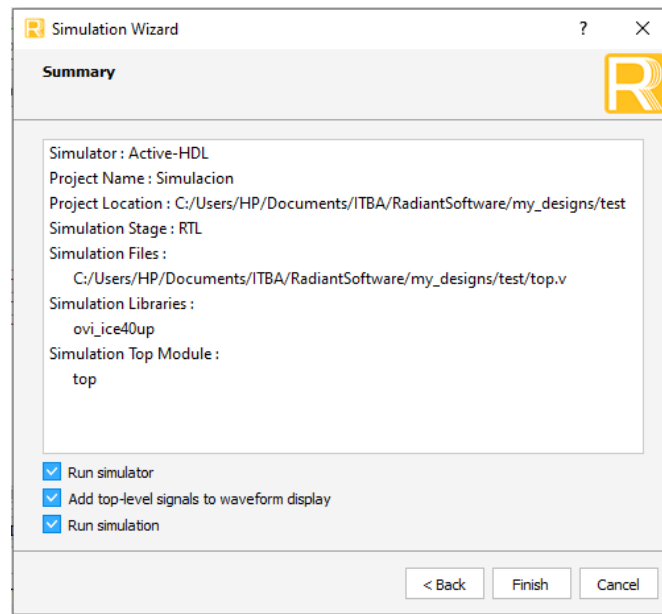 Simulation Wizard
Summary
Simulator : Active-HDL
Project Name : Simulacion
Project Location : C:/Users/HP/Documents/ITBA/RadiantSoftware/my_designs/test
Simulation Stage : RTL
Simulation Files :
C:/Users/HP/Documents/ITBA/RadiantSoftware/my_designs/test/top.v
Simulation Libraries :
ovi_ice40up
Simulation Top Module :
top
Run simulator
Add top-level signals to waveform display
Run simulation
< Back Finish Cancel